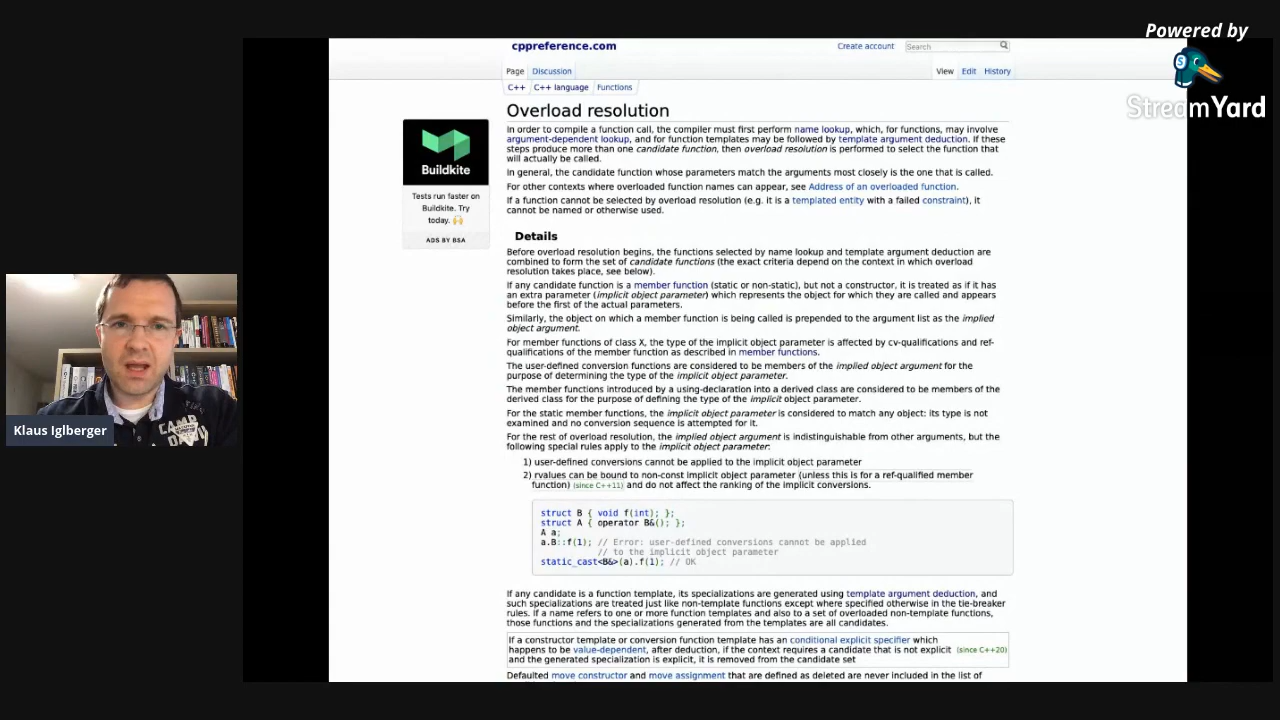 Powered by
StreamYard
cppreference.com
Create account
Search
Page
Discussion
View
Edit
History
C++
C++ language
Functions
Overload resolution
In order to compile a function call, the compiler must first perform name lookup, which, for functions, may involve
argument-dependent lookup, and for function templates may be followed by template argument deduction. If these
steps produce more than one candidate function, then overload resolution is performed to select the function that
will actually be called.
In general, the candidate function whose parameters match the arguments most closely is the one that is called.
For other contexts where overloaded function names can appear, see Address of an overloaded function.
If a function cannot be selected by overload resolution (e.g. it is a templated entity with a failed constraint), it
cannot be named or otherwise used.
Buildkite
Tests run faster on
Buildkite. Try
today. 🙌
ADS BY BSA
Details
Before overload resolution begins, the functions selected by name lookup and template argument deduction are
combined to form the set of candidate functions (the exact criteria depend on the context in which overload
resolution takes place, see below).
If any candidate function is a member function (static or non-static), but not a constructor, it is treated as if it has
an extra parameter (implicit object parameter) which represents the object for which they are called and appears
before the first of the actual parameters.
Similarly, the object on which a member function is being called is prepended to the argument list as the implied
object argument.
For member functions of class X, the type of the implicit object parameter is affected by cv-qualifications and ref-
qualifications of the member function as described in member functions.
The user-defined conversion functions are considered to be members of the implied object argument for the
purpose of determining the type of the implicit object parameter.
The member functions introduced by a using-declaration into a derived class are considered to be members of the
derived class for the purpose of defining the type of the implicit object parameter.
For the static member functions, the implicit object parameter is considered to match any object: its type is not
examined and no conversion sequence is attempted for it.
For the rest of overload resolution, the implied object argument is indistinguishable from other arguments, but the
following special rules apply to the implicit object parameter:
1) user-defined conversions cannot be applied to the implicit object parameter
2) rvalues can be bound to non-const implicit object parameter (unless this is for a ref-qualified member
function) (since C++11) and do not affect the ranking of the implicit conversions.
struct B { void f(int); };
struct A { operator B&(); };
A a;
a.B::f(1); // Error: user-defined conversions cannot be applied
// to the implicit object parameter
static_cast<B&>(a).f(1); // OK
If any candidate is a function template, its specializations are generated using template argument deduction, and
such specializations are treated just like non-template functions except where specified otherwise in the tie-breaker
rules. If a name refers to one or more function templates and also to a set of overloaded non-template functions,
those functions and the specializations generated from the templates are all candidates.
If a constructor template or conversion function template has an conditional explicit specifier which
happens to be value-dependent, after deduction, if the context requires a candidate that is not explicit (since C++20)
and the generated specialization is explicit, it is removed from the candidate set
Defaulted move constructor and move assignment that are defined as deleted are never included in the list of
Klaus Iglberger
CAMP